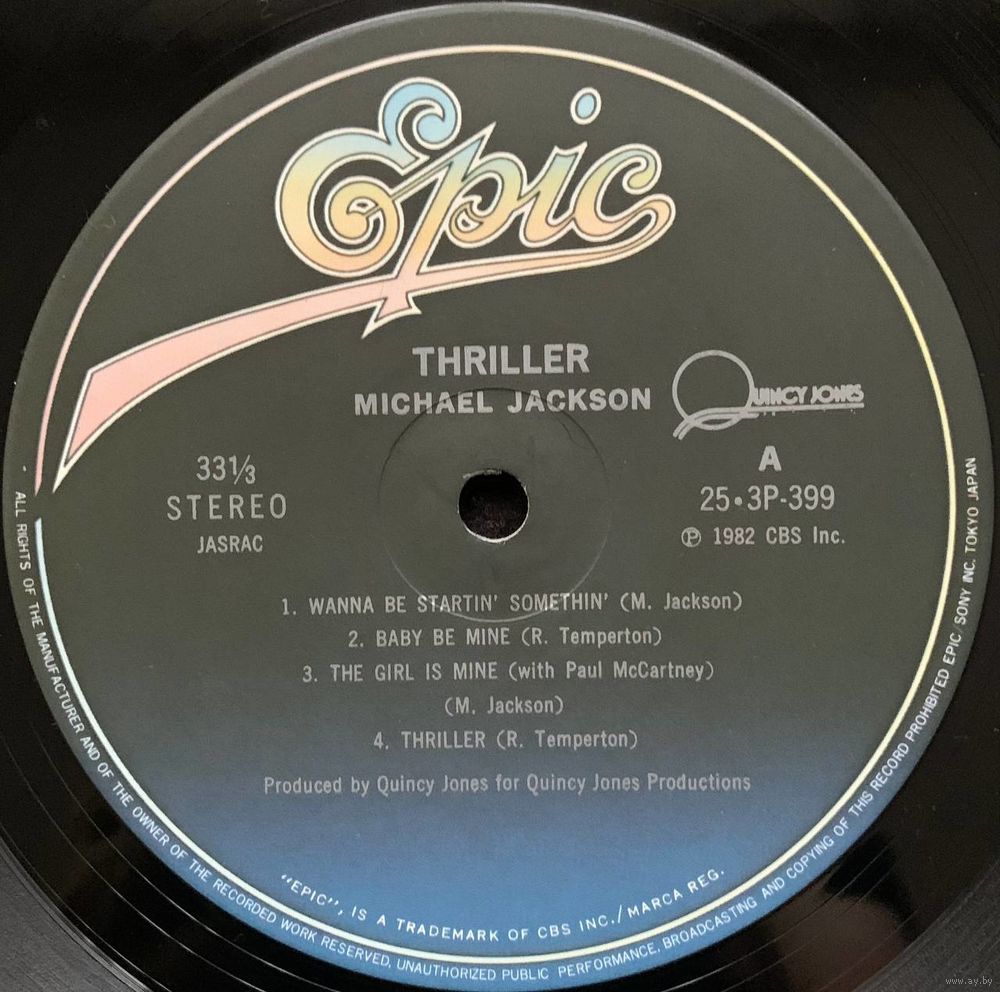 Epic
THRILLER
MICHAEL JACKSON
QUINCY JONES
33⅓
STEREO
JASRAC
A
25•3P-399
Ⓟ 1982 CBS Inc.
1. WANNA BE STARTIN' SOMETHIN' (M. Jackson)
2. BABY BE MINE (R. Temperton)
3. THE GIRL IS MINE (with Paul McCartney)
(M. Jackson)
4. THRILLER (R. Temperton)
Produced by Quincy Jones for Quincy Jones Productions
"EPIC", IS A TRADEMARK OF CBS INC./MARCA REG.
ALL RIGHTS OF THE MANUFACTURER AND OF THE OWNER OF THE RECORDED WORK RESERVED. UNAUTHORIZED PUBLIC PERFORMANCE, BROADCASTING AND COPYING OF THIS RECORD PROHIBITED EPIC/SONY INC. TOKYO JAPAN
www.ay.by